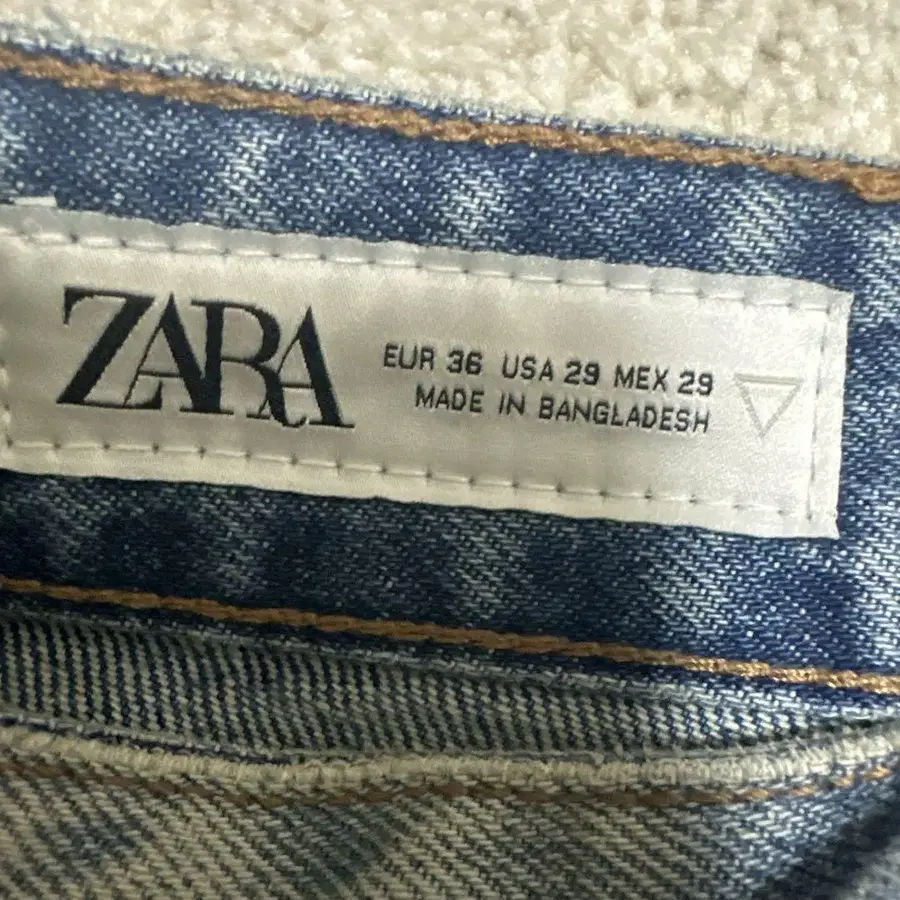 ZARA
EUR 36 USA 29 MEX 29
MADE IN BANGLADESH